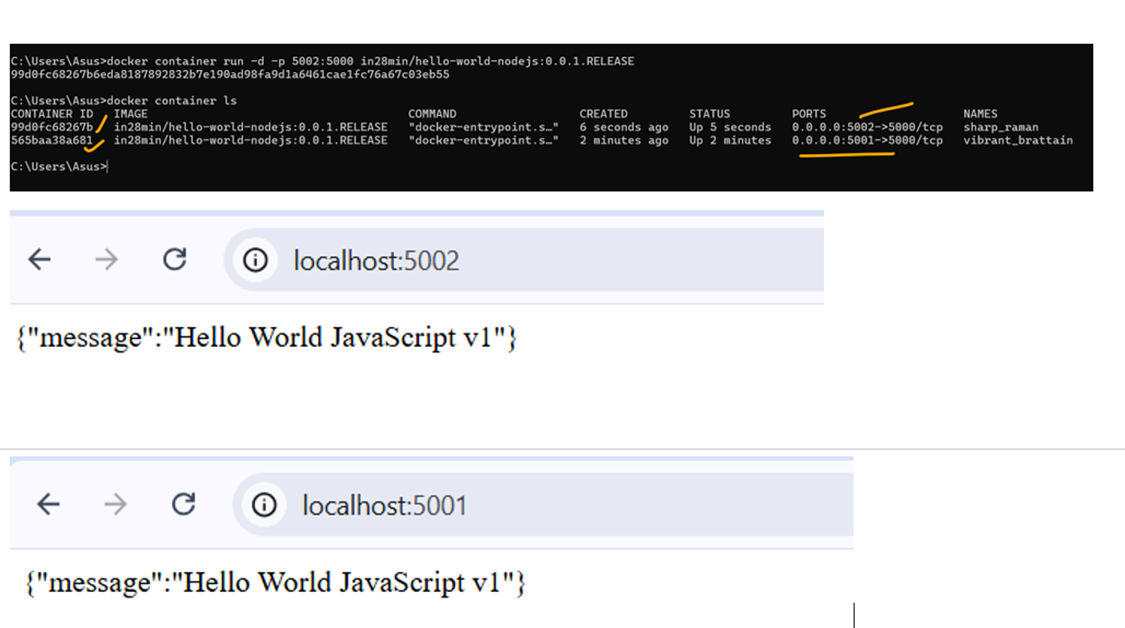 C:\Users\Asus>docker container run -d -p 5002:5000 in28min/hello-world-nodejs:0.0.1.RELEASE
99d0fc68267b6eda8187892832b7e190ad98fa9d1a6461cae1fc76a67c03eb55
C:\Users\Asus>docker container ls
CONTAINER ID IMAGE COMMAND CREATED STATUS PORTS NAMES
99d0fc68267b in28min/hello-world-nodejs:0.0.1.RELEASE "docker-entrypoint.s…" 6 seconds ago Up 5 seconds 0.0.0.0:5002->5000/tcp sharp_raman
565baa38a681 in28min/hello-world-nodejs:0.0.1.RELEASE "docker-entrypoint.s…" 2 minutes ago Up 2 minutes 0.0.0.0:5001->5000/tcp vibrant_brattain
C:\Users\Asus>
localhost:5002
{"message":"Hello World JavaScript v1"}
localhost:5001
{"message":"Hello World JavaScript v1"}